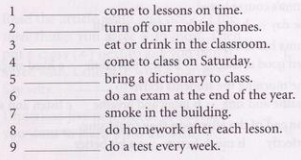 1 __________ come to lessons on time.
2 __________ turn off our mobile phones.
3 __________ eat or drink in the classroom.
4 __________ come to class on Saturday.
5 __________ bring a dictionary to class.
6 __________ do an exam at the end of the year.
7 __________ smoke in the building.
8 __________ do homework after each lesson.
9 __________ do a test every week.